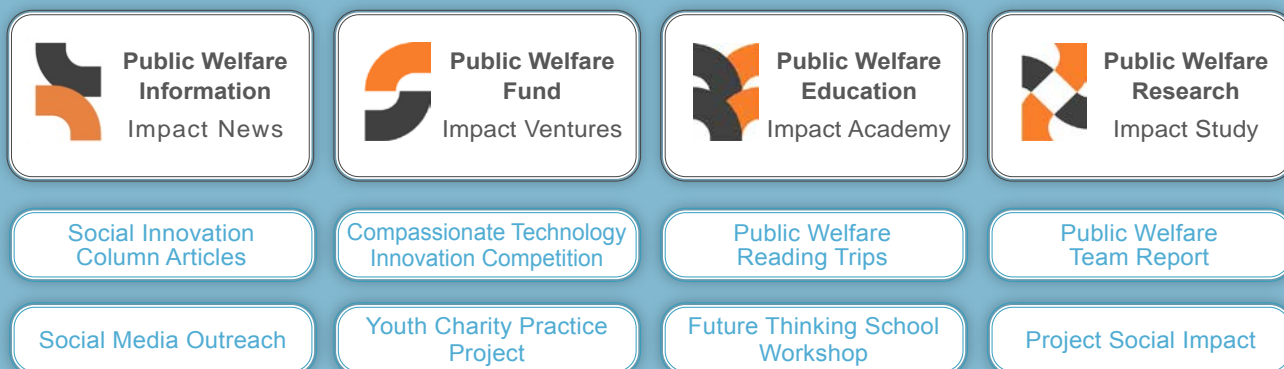 Public Welfare
Information
Impact News
Public Welfare
Fund
Impact Ventures
Public Welfare
Education
Impact Academy
Public Welfare
Research
Impact Study
Social Innovation
Column Articles
Compassionate Technology
Innovation Competition
Public Welfare
Reading Trips
Public Welfare
Team Report
Social Media Outreach
Youth Charity Practice
Project
Future Thinking School
Workshop
Project Social Impact